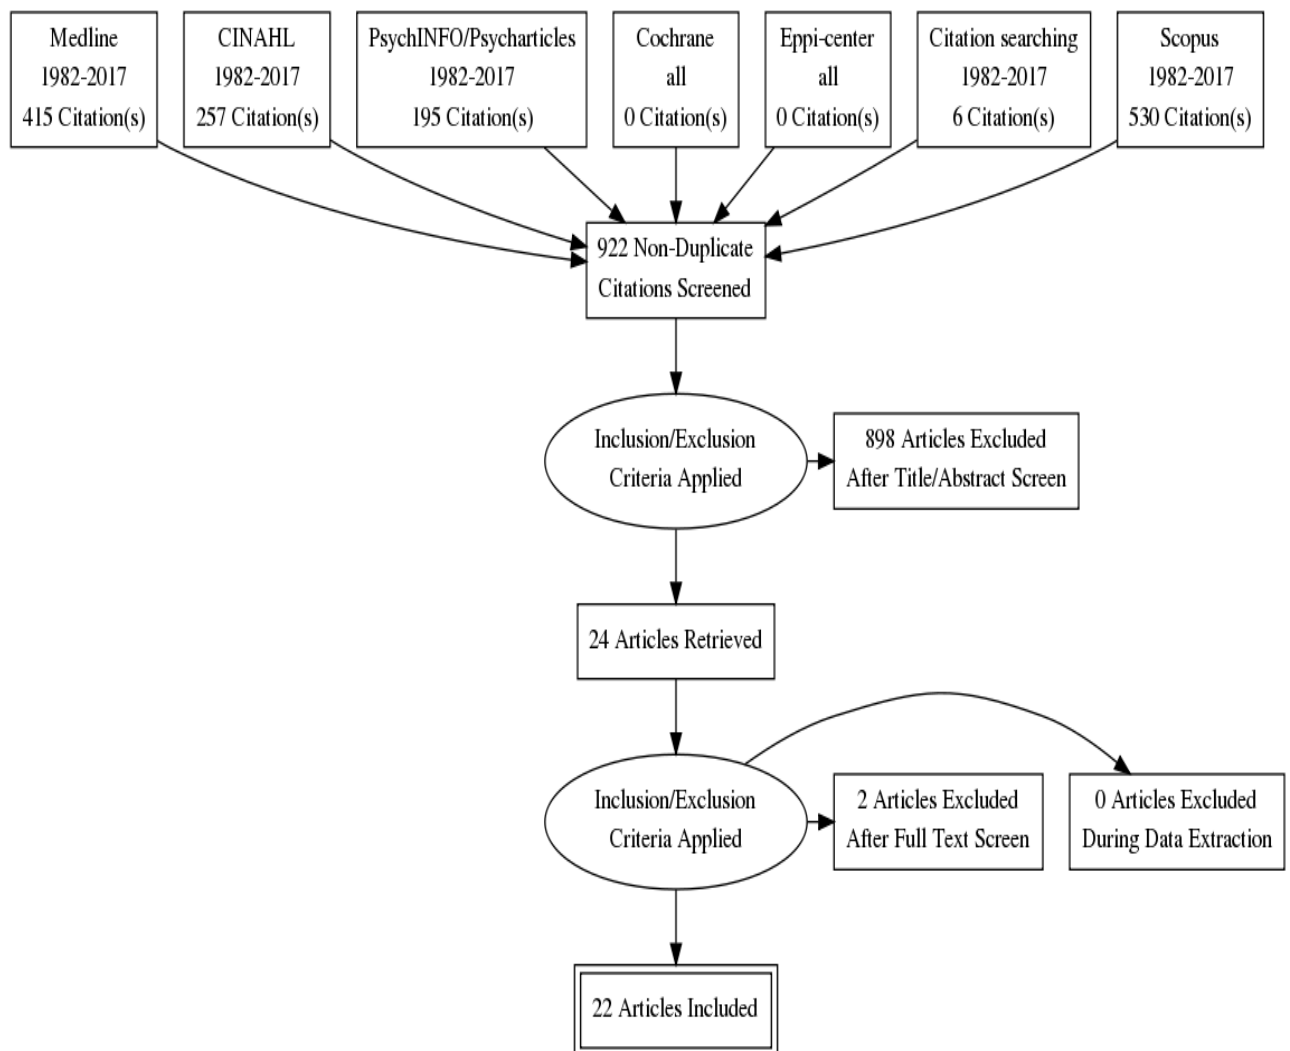 Medline
1982-2017
415 Citation(s)
CINAHL
1982-2017
257 Citation(s)
PsychINFO/Psycharticles
1982-2017
195 Citation(s)
Cochrane
all
0 Citation(s)
Eppi-center
all
0 Citation(s)
Citation searching
1982-2017
6 Citation(s)
Scopus
1982-2017
530 Citation(s)
922 Non-Duplicate
Citations Screened
Inclusion/Exclusion
Criteria Applied
898 Articles Excluded
After Title/Abstract Screen
24 Articles Retrieved
Inclusion/Exclusion
Criteria Applied
2 Articles Excluded
After Full Text Screen
0 Articles Excluded
During Data Extraction
22 Articles Included